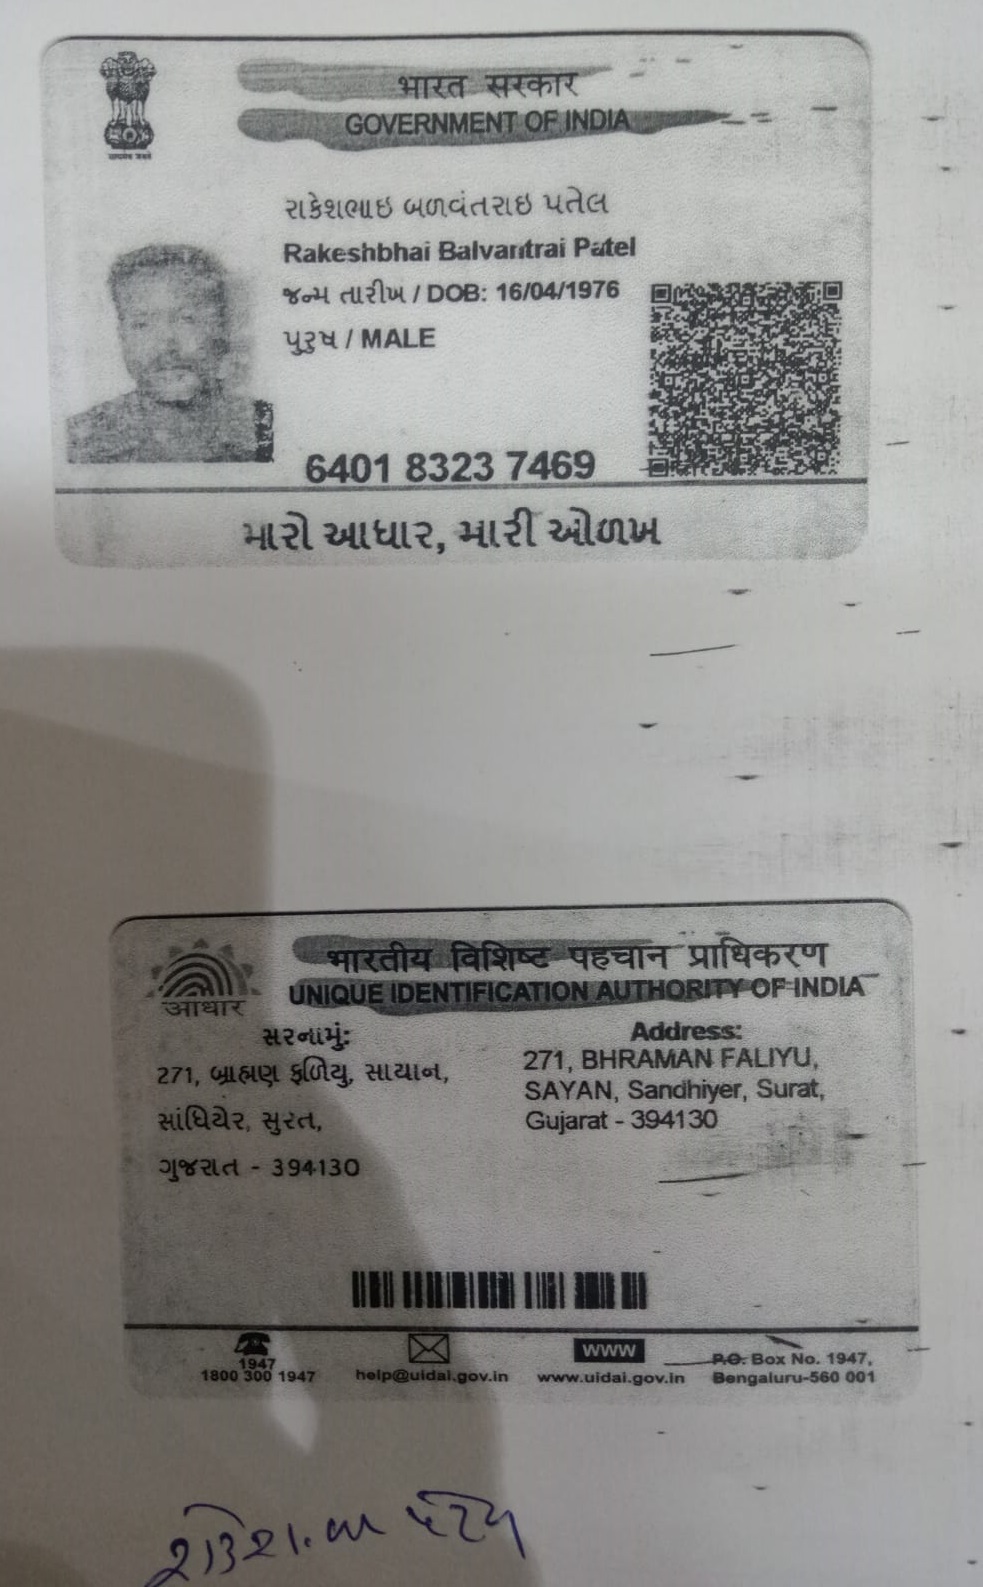 भारत सरकार
GOVERNMENT OF INDIA
રાકેશભાઇ બળવંતરાઇ પતેલ
Rakeshbhai Balvantrai Patel
જન્મ તારીખ / DOB: 16/04/1976
પુરુષ / MALE
6401 8323 7469
મારો આધાર, મારી ઓળખ
भारतीय विशिष्ट पहचान प्राधिकरण
UNIQUE IDENTIFICATION AUTHORITY OF INDIA
आधार
સરનામું:
271, બ્રાહ્મણ ફળિયુ, સાયાન,
સાંધિયેર, સુરત,
ગુજરાત - 394130
Address:
271, BHRAMAN FALIYU,
SAYAN, Sandhiyer, Surat,
Gujarat - 394130
1947
1800 300 1947
help@uidai.gov.in
www
www.uidai.gov.in
P.O. Box No. 1947,
Bengaluru-560 001